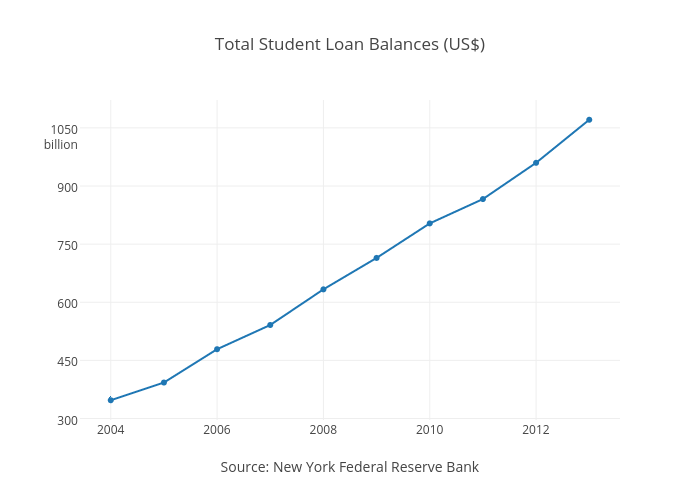 Total Student Loan Balances (US$)
1050
billion
900
750
600
450
300
2004 2006 2008 2010 2012
Source: New York Federal Reserve Bank